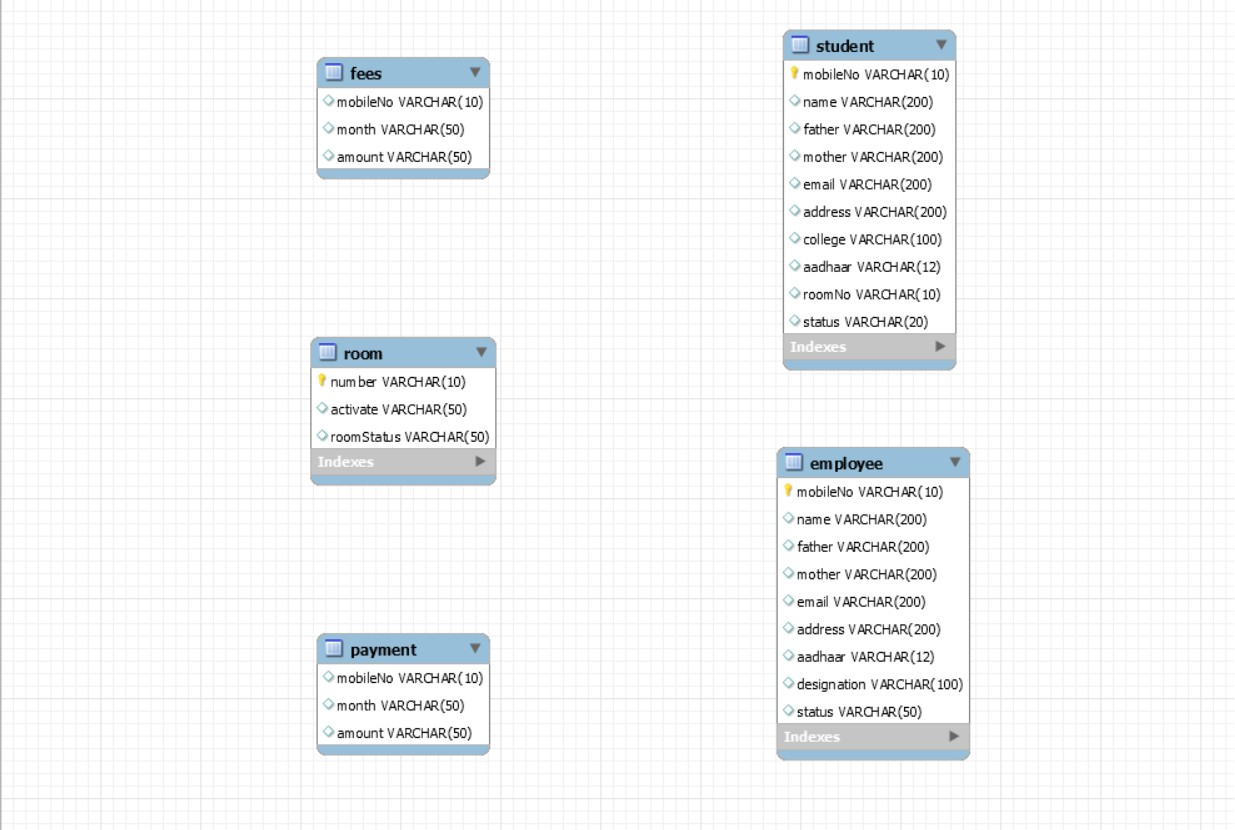 fees
mobileNo VARCHAR(10)
month VARCHAR(50)
amount VARCHAR(50)
room
number VARCHAR(10)
activate VARCHAR(50)
roomStatus VARCHAR(50)
Indexes
payment
mobileNo VARCHAR(10)
month VARCHAR(50)
amount VARCHAR(50)
student
mobileNo VARCHAR(10)
name VARCHAR(200)
father VARCHAR(200)
mother VARCHAR(200)
email VARCHAR(200)
address VARCHAR(200)
college VARCHAR(100)
aadhaar VARCHAR(12)
roomNo VARCHAR(10)
status VARCHAR(20)
Indexes
employee
mobileNo VARCHAR(10)
name VARCHAR(200)
father VARCHAR(200)
mother VARCHAR(200)
email VARCHAR(200)
address VARCHAR(200)
aadhaar VARCHAR(12)
designation VARCHAR(100)
status VARCHAR(50)
Indexes